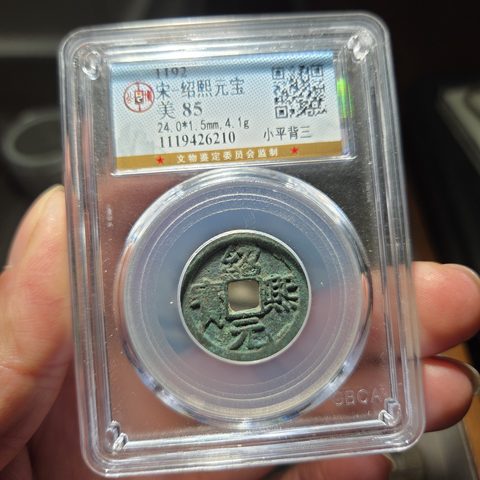 1192
宋-绍熙元宝
美 85
24.0*1.5mm,4.1g
1119426210
小平背三
★ 文物鉴定委员会监制 ★
绍
熙
元
GBCA